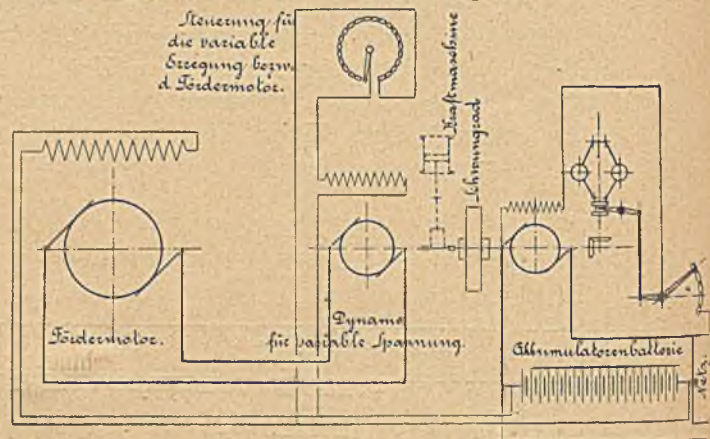 Steuerung für
die variable
Erregung bezw.
d. Fördermotor.
Kraftmaschine
Schwungrad
Fördermotor.
Dynamo
für variable Spannung.
Akkumulatorenbatterie
Netz.